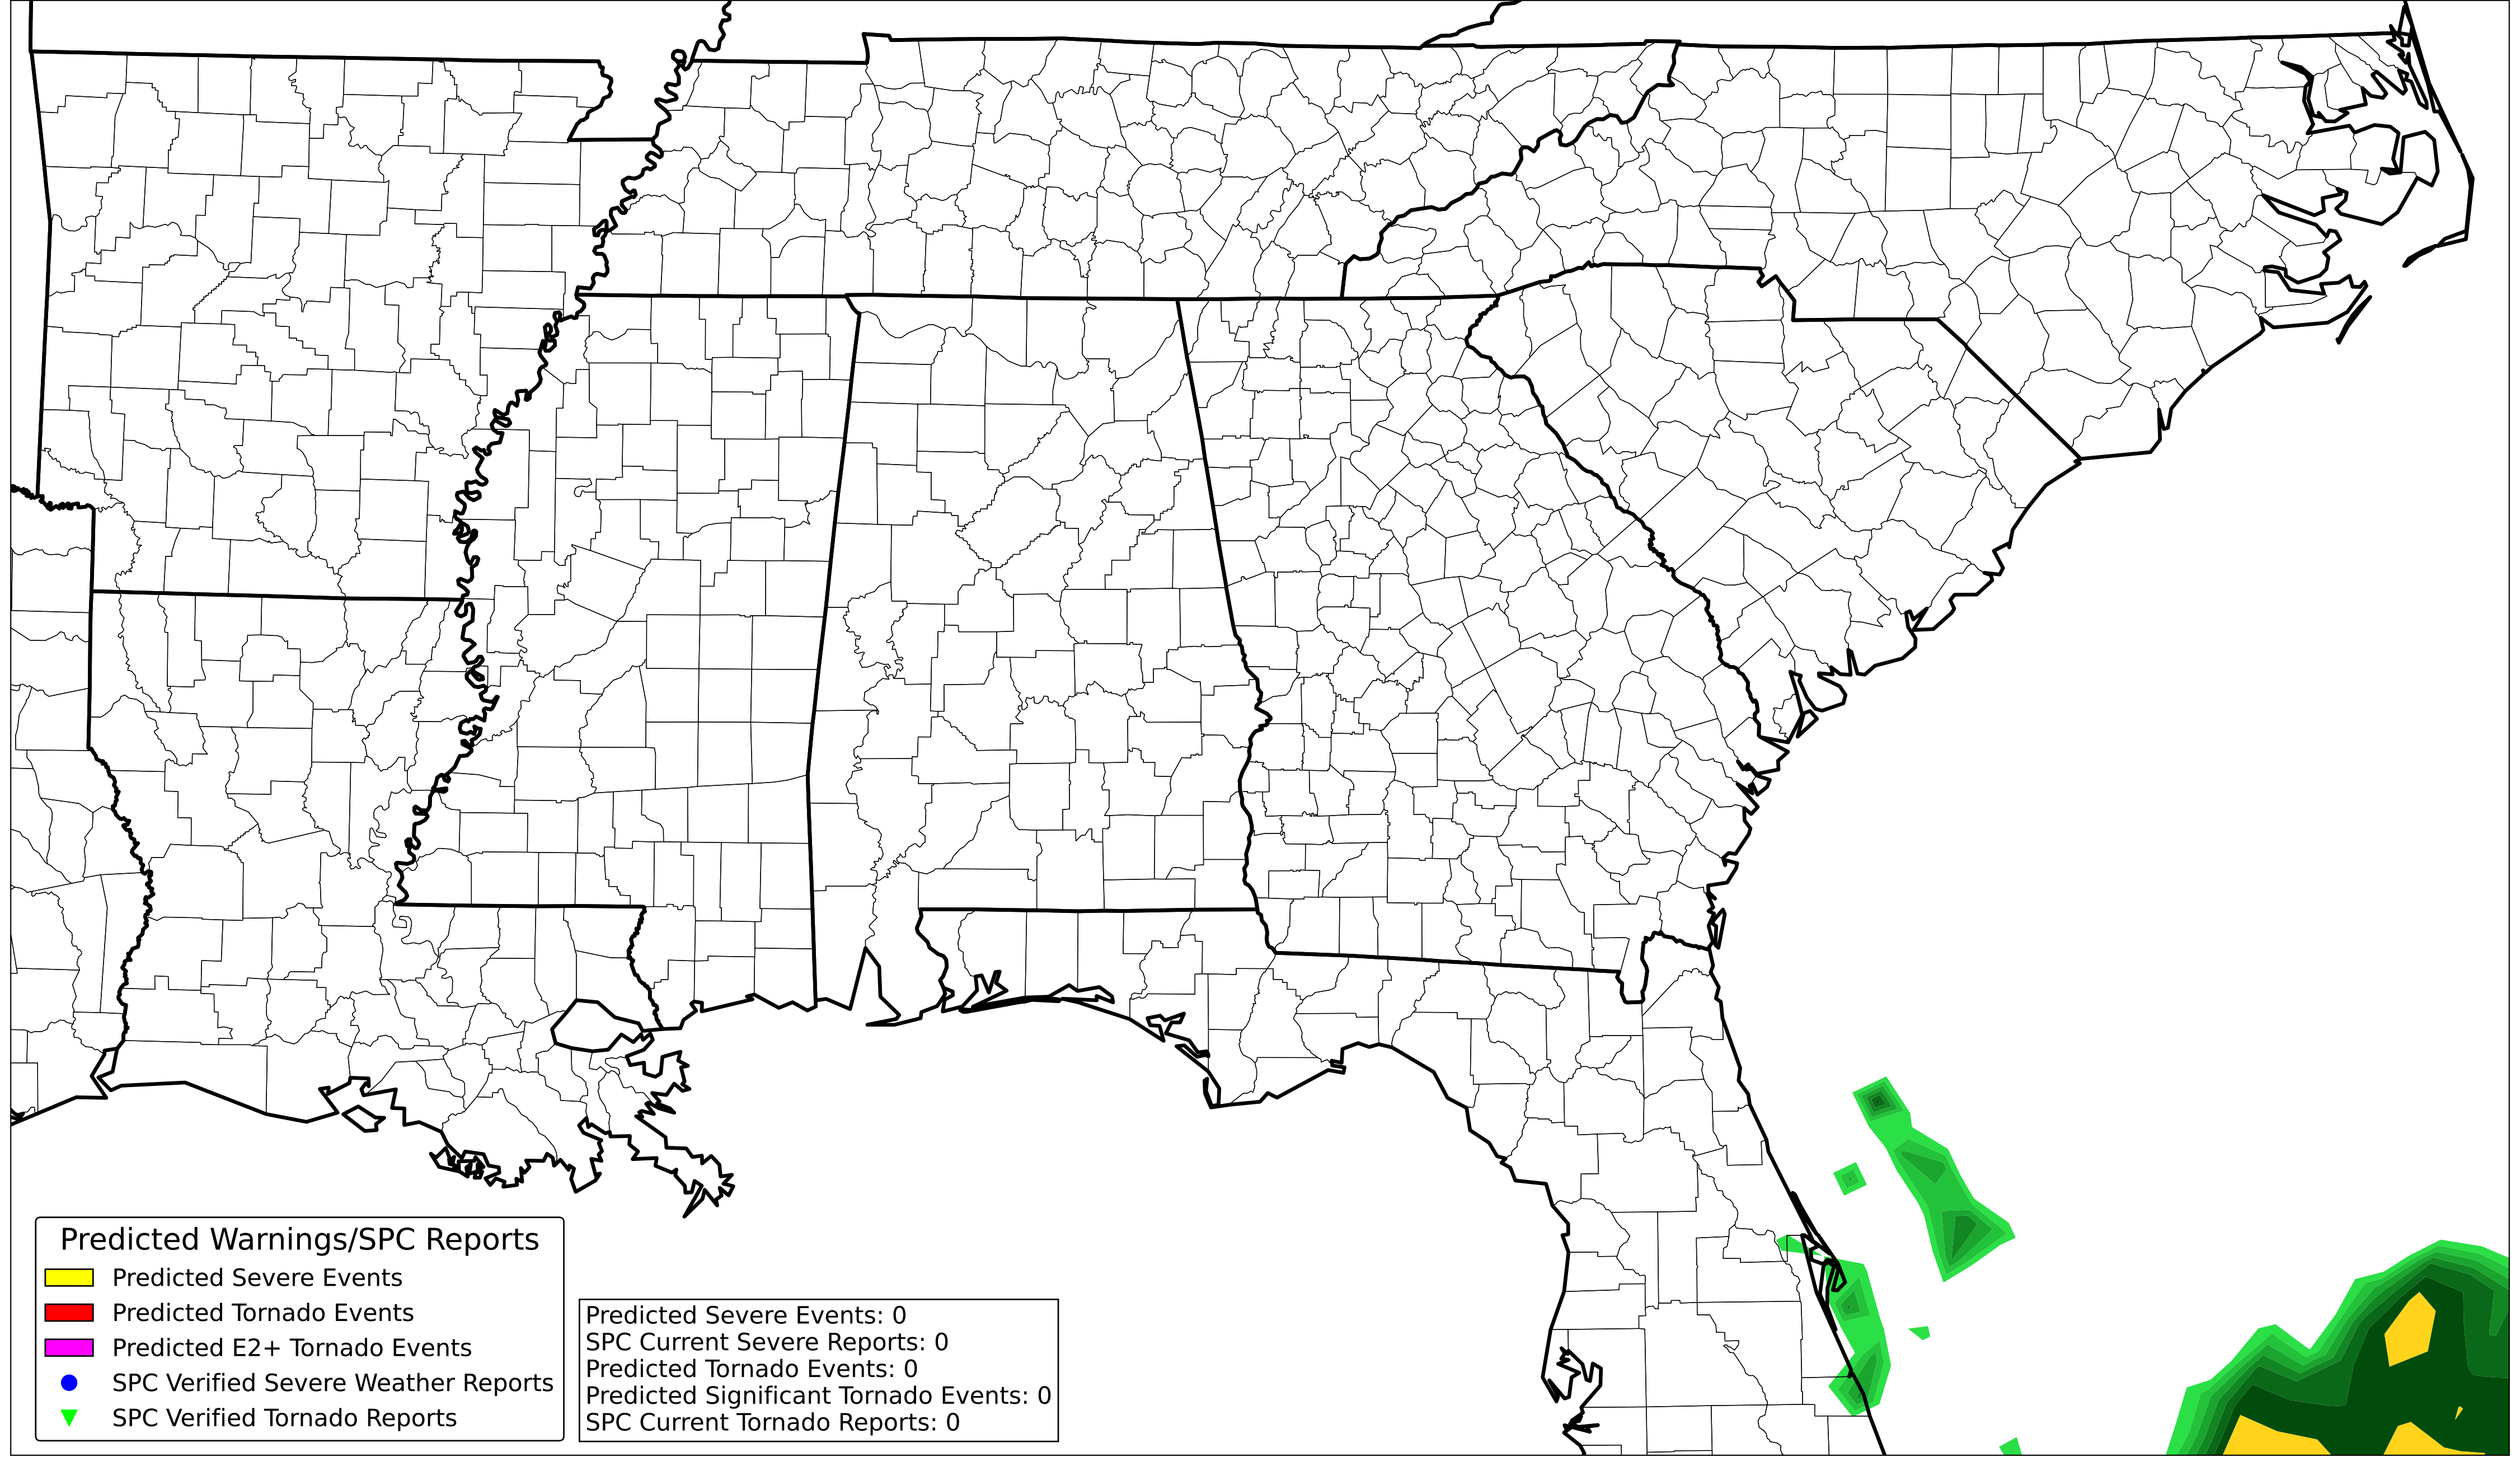 Predicted Warnings/SPC Reports
Predicted Severe Events
Predicted Tornado Events
Predicted E2+ Tornado Events
SPC Verified Severe Weather Reports
SPC Verified Tornado Reports
Predicted Severe Events: 0
SPC Current Severe Reports: 0
Predicted Tornado Events: 0
Predicted Significant Tornado Events: 0
SPC Current Tornado Reports: 0